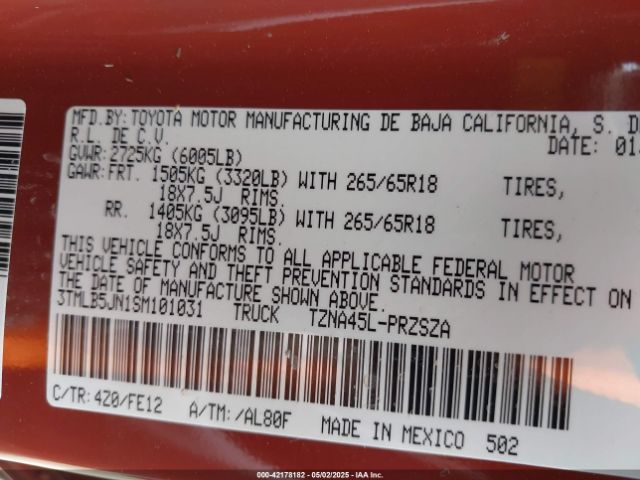 MFD.BY:TOYOTA MOTOR MANUFACTURING DE BAJA CALIFORNIA, S. DE
R.L. DE C.V. DATE: 01
GVWR:2725KG (6005LB)
GAWR:FRT. 1505KG (3320LB) WITH 265/65R18 TIRES,
18X7.5J RIMS.
RR. 1405KG (3095LB) WITH 265/65R18 TIRES,
18X7.5J RIMS.
THIS VEHICLE CONFORMS TO ALL APPLICABLE FEDERAL MOTOR
VEHICLE SAFETY AND THEFT PREVENTION STANDARDS IN EFFECT ON
THE DATE OF MANUFACTURE SHOWN ABOVE.
3TMLB5JN1SM101031 TRUCK TZNA45L-PRZSZA
C/TR:4Z0/FE12 A/TM:/AL80F MADE IN MEXICO 502
000-42178182 - 05/02/2025 - IAA Inc.